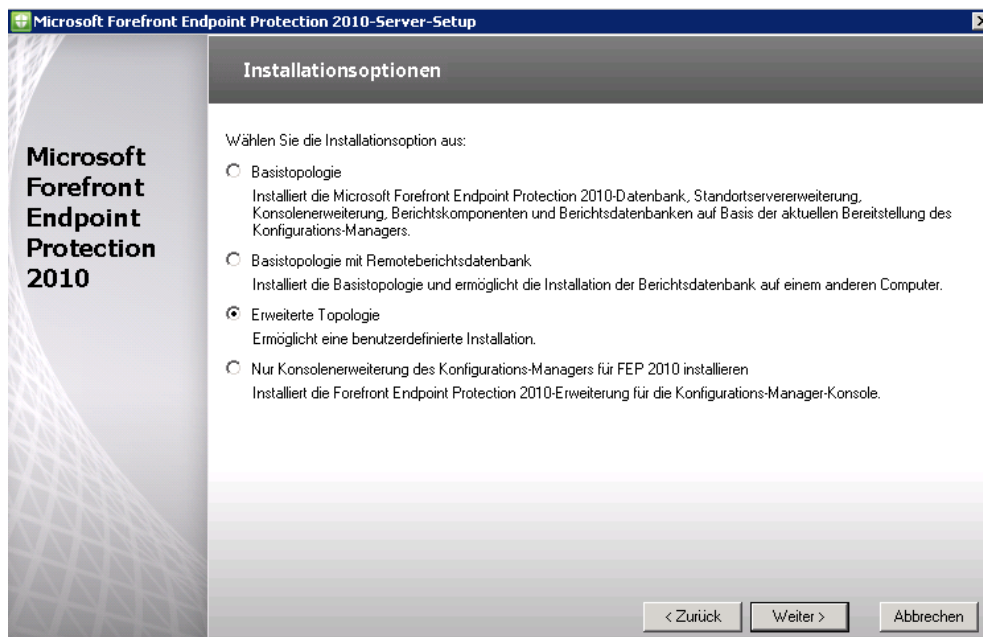 Microsoft Forefront Endpoint Protection 2010-Server-Setup
Installationsoptionen
Microsoft
Forefront
Endpoint
Protection
2010
Wählen Sie die Installationsoption aus:
Basistopologie
Installiert die Microsoft Forefront Endpoint Protection 2010-Datenbank, Standortservererweiterung,
Konsolenerweiterung, Berichtskomponenten und Berichtsdatenbanken auf Basis der aktuellen Bereitstellung des
Konfigurations-Managers.
Basistopologie mit Remoteberichtsdatenbank
Installiert die Basistopologie und ermöglicht die Installation der Berichtsdatenbank auf einem anderen Computer.
Erweiterte Topologie
Ermöglicht eine benutzerdefinierte Installation.
Nur Konsolenerweiterung des Konfigurations-Managers für FEP 2010 installieren
Installiert die Forefront Endpoint Protection 2010-Erweiterung für die Konfigurations-Manager-Konsole.
< Zurück
Weiter >
Abbrechen